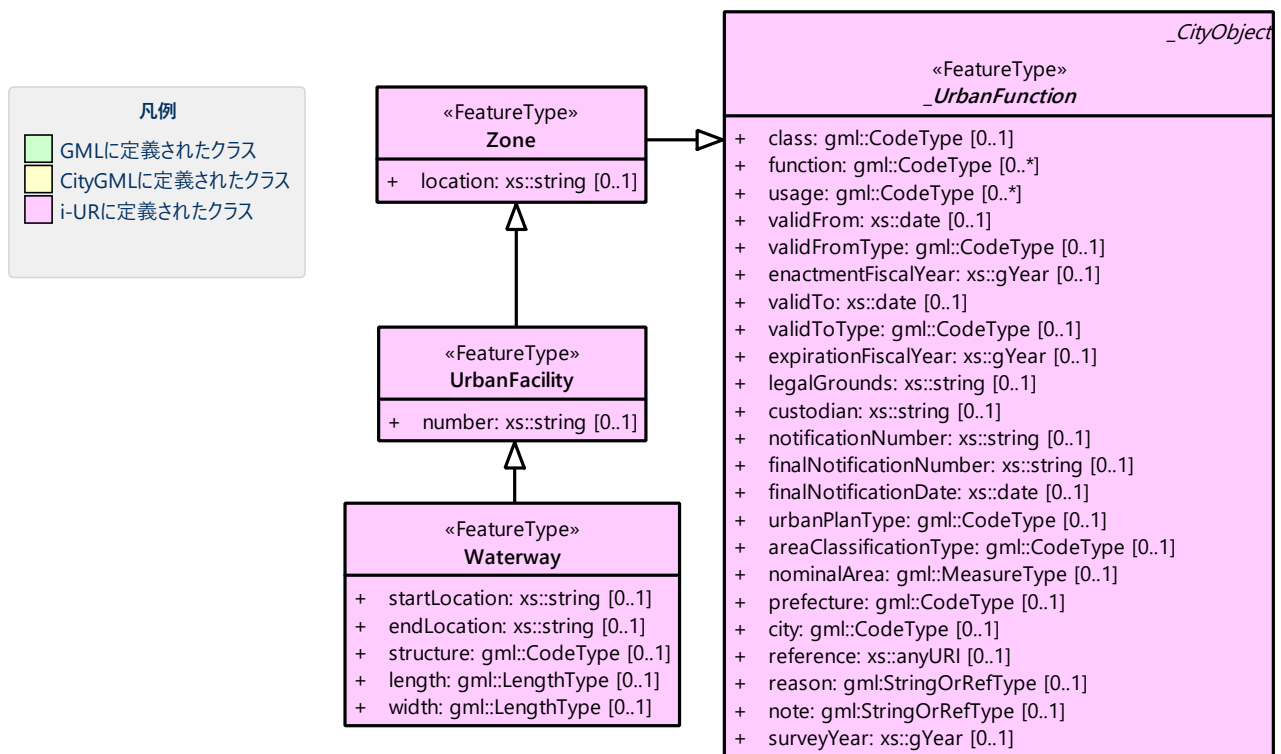 凡例
GMLに定義されたクラス
CityGMLに定義されたクラス
i-URに定義されたクラス
«FeatureType»
Zone
+ location: xs::string [0..1]
«FeatureType»
UrbanFacility
+ number: xs::string [0..1]
«FeatureType»
Waterway
+ startLocation: xs::string [0..1]
+ endLocation: xs::string [0..1]
+ structure: gml::CodeType [0..1]
+ length: gml::LengthType [0..1]
+ width: gml::LengthType [0..1]
_CityObject
«FeatureType»
_UrbanFunction
+ class: gml::CodeType [0..1]
+ function: gml::CodeType [0..*]
+ usage: gml::CodeType [0..*]
+ validFrom: xs::date [0..1]
+ validFromType: gml::CodeType [0..1]
+ enactmentFiscalYear: xs::gYear [0..1]
+ validTo: xs::date [0..1]
+ validToType: gml::CodeType [0..1]
+ expirationFiscalYear: xs::gYear [0..1]
+ legalGrounds: xs::string [0..1]
+ custodian: xs::string [0..1]
+ notificationNumber: xs::string [0..1]
+ finalNotificationNumber: xs::string [0..1]
+ finalNotificationDate: xs::date [0..1]
+ urbanPlanType: gml::CodeType [0..1]
+ areaClassificationType: gml::CodeType [0..1]
+ nominalArea: gml::MeasureType [0..1]
+ prefecture: gml::CodeType [0..1]
+ city: gml::CodeType [0..1]
+ reference: xs::anyURI [0..1]
+ reason: gml:StringOrRefType [0..1]
+ note: gml:StringOrRefType [0..1]
+ surveyYear: xs::gYear [0..1]